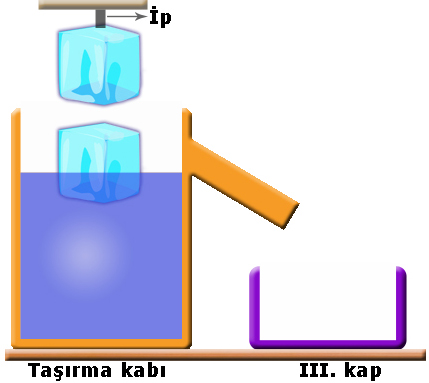 İp
Taşırma kabı
III. kap